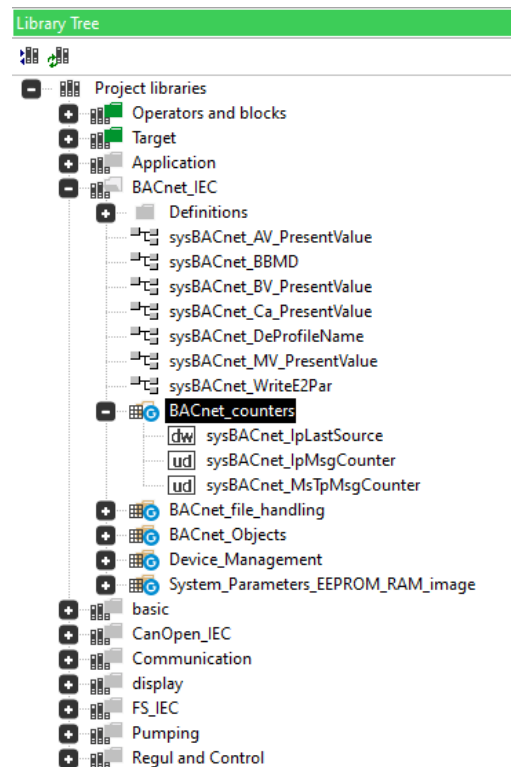 Library Tree
Project libraries
Operators and blocks
Target
Application
BACnet_IEC
Definitions
sysBACnet_AV_PresentValue
sysBACnet_BBMD
sysBACnet_BV_PresentValue
sysBACnet_Ca_PresentValue
sysBACnet_DeProfileName
sysBACnet_MV_PresentValue
sysBACnet_WriteE2Par
G BACnet_counters
dw sysBACnet_IpLastSource
ud sysBACnet_IpMsgCounter
ud sysBACnet_MsTpMsgCounter
G BACnet_file_handling
G BACnet_Objects
G Device_Management
G System_Parameters_EEPROM_RAM_image
basic
CanOpen_IEC
Communication
display
FS_IEC
Pumping
Regul and Control